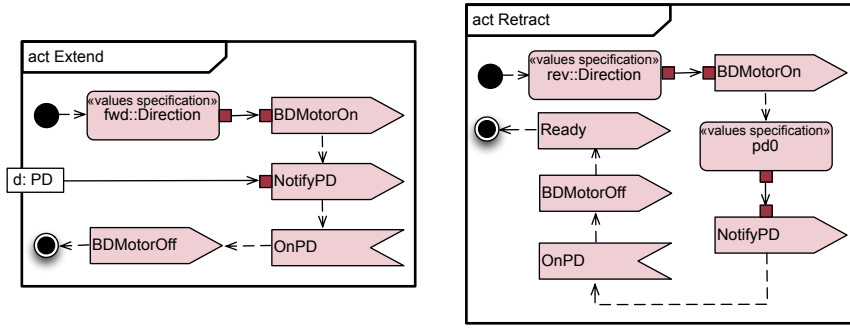 act Extend
«values specification»
fwd::Direction
BDMotorOn
d: PD
NotifyPD
BDMotorOff
OnPD
act Retract
«values specification»
rev::Direction
BDMotorOn
Ready
«values specification»
pd0
BDMotorOff
NotifyPD
OnPD